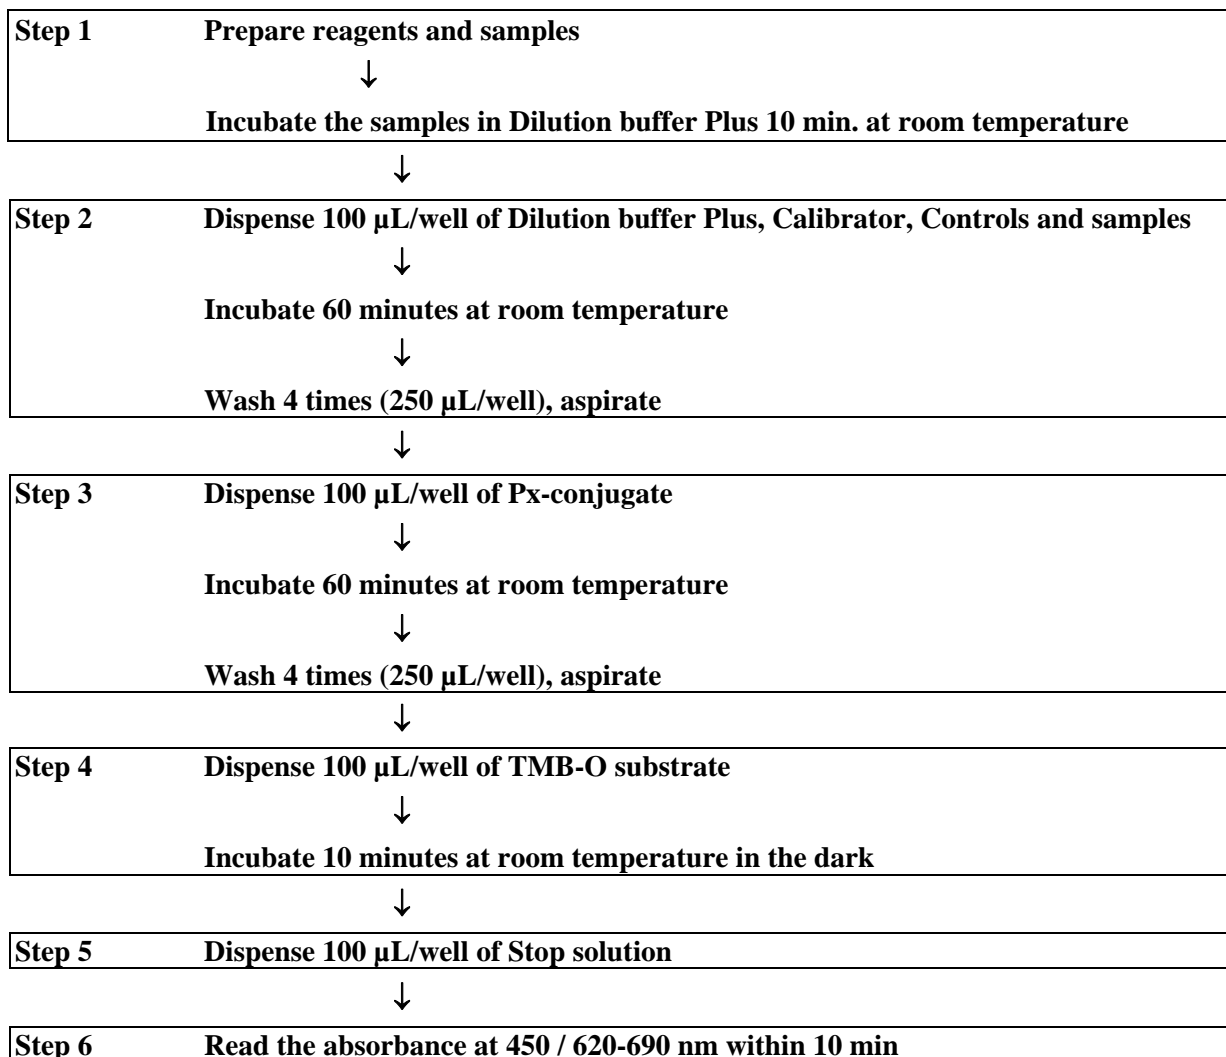 Step 1 Prepare reagents and samples
↓
Incubate the samples in Dilution buffer Plus 10 min. at room temperature
↓
Step 2 Dispense 100 µL/well of Dilution buffer Plus, Calibrator, Controls and samples
↓
Incubate 60 minutes at room temperature
↓
Wash 4 times (250 µL/well), aspirate
↓
Step 3 Dispense 100 µL/well of Px-conjugate
↓
Incubate 60 minutes at room temperature
↓
Wash 4 times (250 µL/well), aspirate
↓
Step 4 Dispense 100 µL/well of TMB-O substrate
↓
Incubate 10 minutes at room temperature in the dark
↓
Step 5 Dispense 100 µL/well of Stop solution
↓
Step 6 Read the absorbance at 450 / 620-690 nm within 10 min